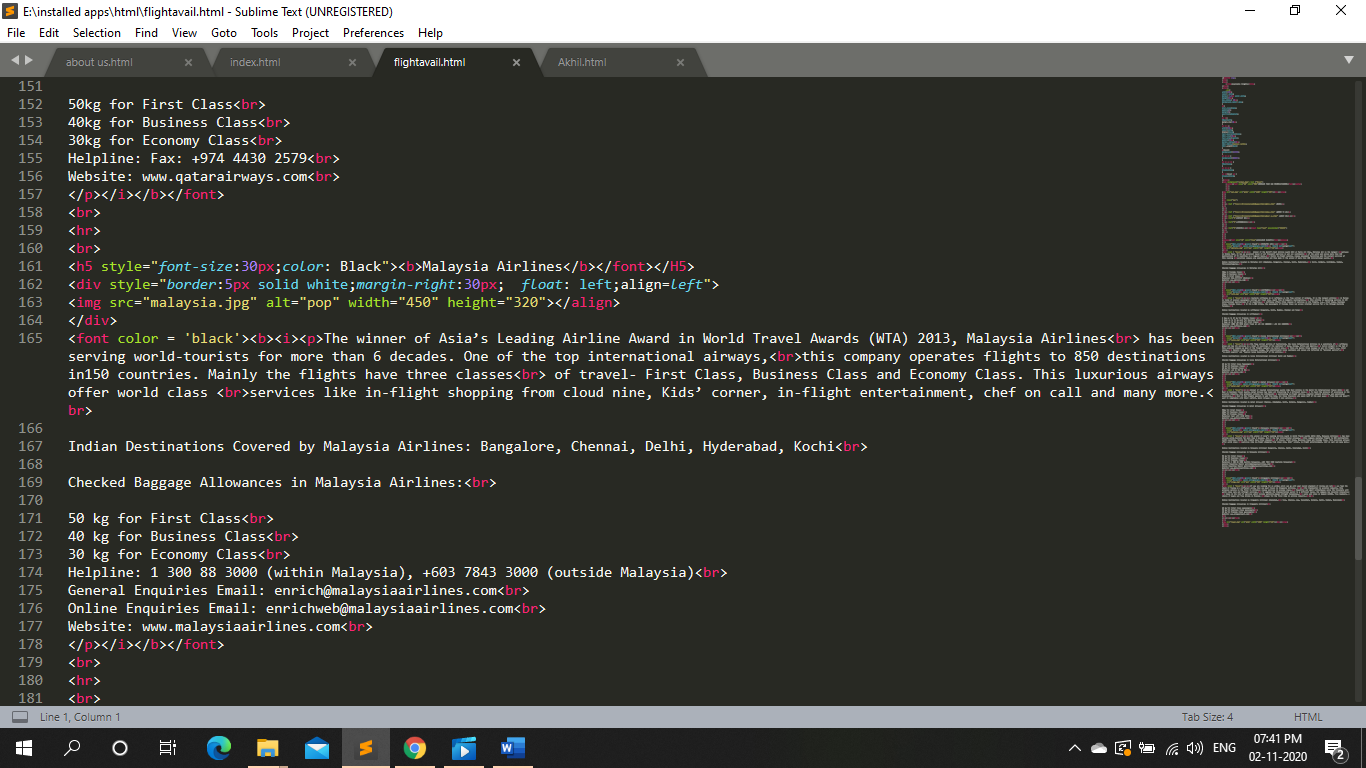 E:\installed apps\html\flightavail.html - Sublime Text (UNREGISTERED)
File Edit Selection Find View Goto Tools Project Preferences Help
about us.html index.html flightavail.html Akhil.html
151
152 50kg for First Class<br>
153 40kg for Business Class<br>
154 30kg for Economy Class<br>
155 Helpline: Fax: +974 4430 2579<br>
156 Website: www.qatarairways.com<br>
157 </p></i></b></font>
158 <br>
159 <hr>
160 <br>
161 <h5 style="font-size:30px;color: Black"><b>Malaysia Airlines</b></font></H5>
162 <div style="border:5px solid white;margin-right:30px;  float: left;align=left">
163 <img src="malaysia.jpg" alt="pop" width="450" height="320"></align>
164 </div>
165 <font color = 'black'><b><i><p>The winner of Asia’s Leading Airline Award in World Travel Awards (WTA) 2013, Malaysia Airlines<br> has been
serving world-tourists for more than 6 decades. One of the top international airways,<br>this company operates flights to 850 destinations
in150 countries. Mainly the flights have three classes<br> of travel- First Class, Business Class and Economy Class. This luxurious airways
offer world class <br>services like in-flight shopping from cloud nine, Kids’ corner, in-flight entertainment, chef on call and many more.<
br>
166
167 Indian Destinations Covered by Malaysia Airlines: Bangalore, Chennai, Delhi, Hyderabad, Kochi<br>
168
169 Checked Baggage Allowances in Malaysia Airlines:<br>
170
171 50 kg for First Class<br>
172 40 kg for Business Class<br>
173 30 kg for Economy Class<br>
174 Helpline: 1 300 88 3000 (within Malaysia), +603 7843 3000 (outside Malaysia)<br>
175 General Enquiries Email: enrich@malaysiaairlines.com<br>
176 Online Enquiries Email: enrichweb@malaysiaairlines.com<br>
177 Website: www.malaysiaairlines.com<br>
178 </p></i></b></font>
179 <br>
180 <hr>
181 <br>
Line 1, Column 1 Tab Size: 4 HTML
ENG 07:41 PM 2
02-11-2020